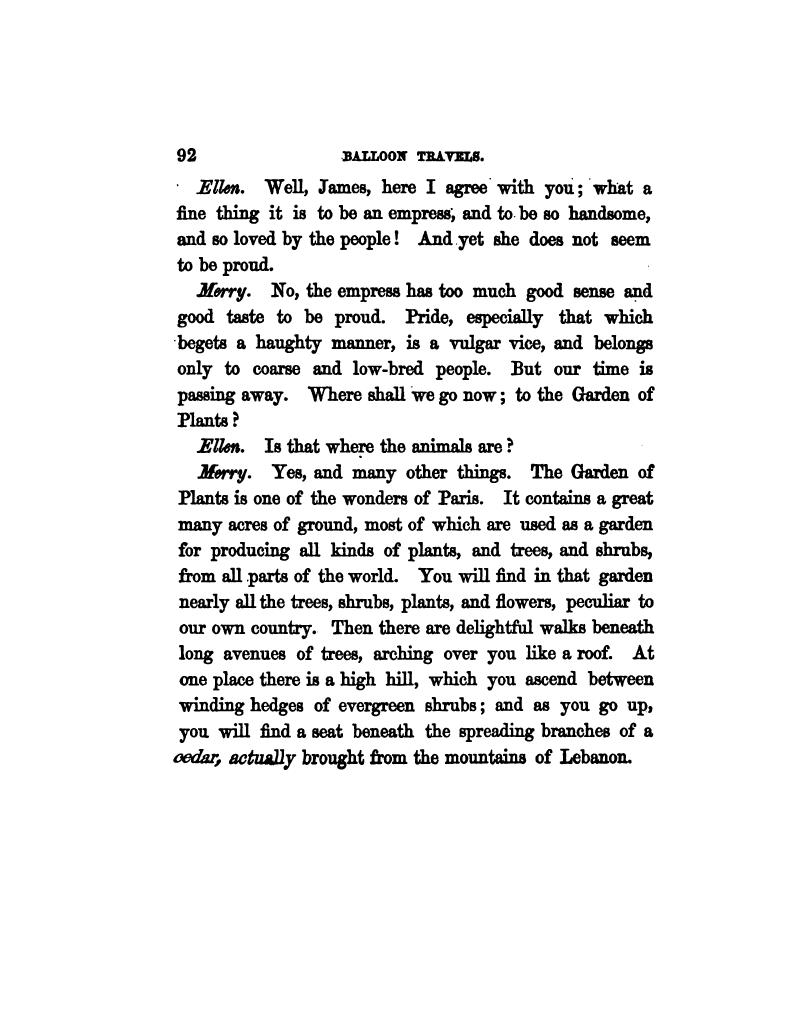 92 BALLOON TRAVELS.
Ellen. Well, James, here I agree with you; what a
fine thing it is to be an empress, and to be so handsome,
and so loved by the people! And yet she does not seem
to be proud.
Merry. No, the empress has too much good sense and
good taste to be proud. Pride, especially that which
begets a haughty manner, is a vulgar vice, and belongs
only to coarse and low-bred people. But our time is
passing away. Where shall we go now; to the Garden of
Plants?
Ellen. Is that where the animals are?
Merry. Yes, and many other things. The Garden of
Plants is one of the wonders of Paris. It contains a great
many acres of ground, most of which are used as a garden
for producing all kinds of plants, and trees, and shrubs,
from all parts of the world. You will find in that garden
nearly all the trees, shrubs, plants, and flowers, peculiar to
our own country. Then there are delightful walks beneath
long avenues of trees, arching over you like a roof. At
one place there is a high hill, which you ascend between
winding hedges of evergreen shrubs; and as you go up,
you will find a seat beneath the spreading branches of a
cedar, actually brought from the mountains of Lebanon.